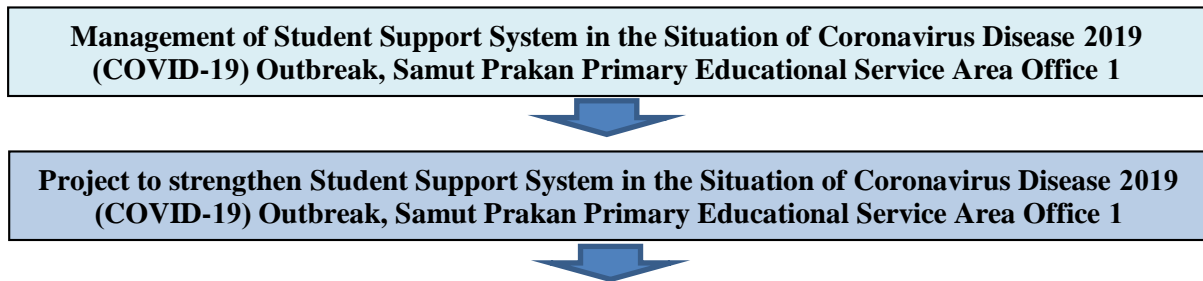 Management of Student Support System in the Situation of Coronavirus Disease 2019
(COVID-19) Outbreak, Samut Prakan Primary Educational Service Area Office 1
Project to strengthen Student Support System in the Situation of Coronavirus Disease 2019
(COVID-19) Outbreak, Samut Prakan Primary Educational Service Area Office 1